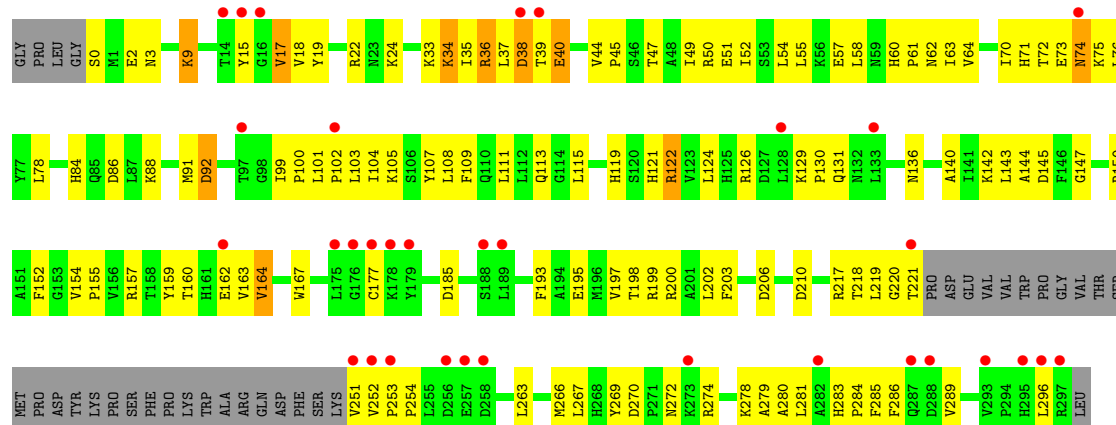 GLY PRO LEU GLY S0 M1 E2 N3 K9 T14 Y15 G16 V17 V18 Y19 R22 N23 K24 K33 K34 I35 R36 L37 D38 T39 E40 V44 P45 S46 T47 A48 I49 R50 E51 I52 S53 L54 L55 K56 E57 L58 N59 H60 P61 N62 I63 V64 I70 H71 T72 E73 N74 K75
Y77 L78 H84 Q85 D86 L87 K88 M91 D92 T97 G98 I99 P100 L101 P102 L103 I104 K105 S106 Y107 L108 F109 Q110 L111 L112 Q113 G114 L115 H119 S120 H121 R122 V123 L124 H125 R126 D127 L128 K129 P130 Q131 N132 L133 N136 A140 I141 K142 L143 A144 D145 F146 G147
A151 F152 G153 V154 P155 V156 R157 T158 Y159 T160 H161 E162 V163 V164 W167 L175 G176 C177 K178 Y179 D185 S188 L189 F193 A194 E195 M196 V197 T198 R199 R200 A201 L202 F203 D206 D210 R217 T218 L219 G220 T221 PRO ASP GLU VAL VAL TRP PRO GLY VAL THR
MET PRO ASP TYR LYS PRO SER PHE PRO LYS TRP ALA ARG GLN ASP PHE SER LYS V251 V252 P253 P254 L255 D256 E257 D258 L263 M266 L267 H268 Y269 D270 P271 N272 K273 R274 K278 A279 A280 L281 A282 H283 P284 F285 F286 Q287 D288 V289 V293 P294 H295 L296 R297 LEU